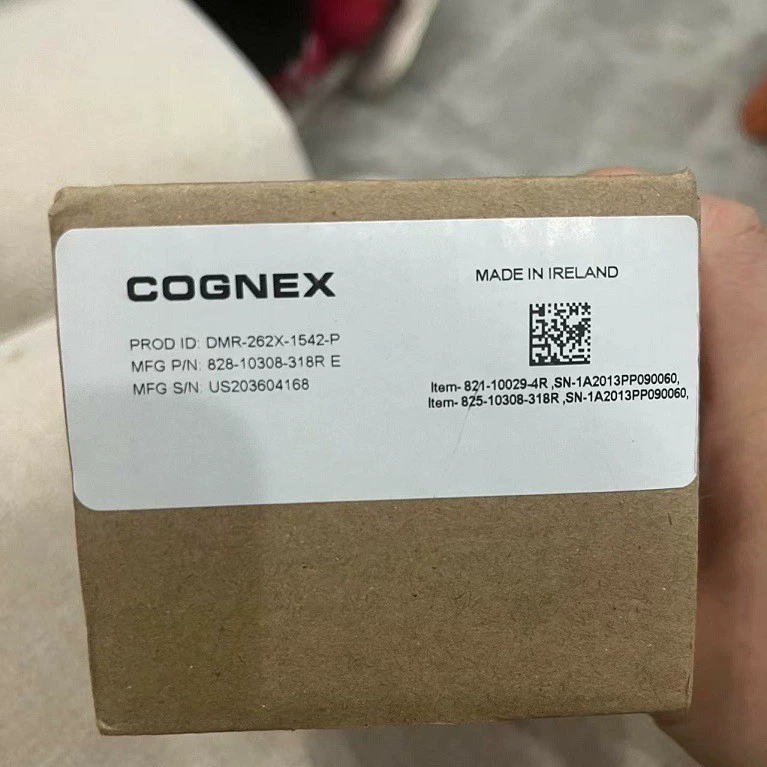 COGNEX
PROD ID: DMR-262X-1542-P
MFG P/N: 828-10308-318R E
MFG S/N: US203604168
MADE IN IRELAND
Item- 821-10029-4R ,SN-1A2013PP090060,
Item- 825-10308-318R ,SN-1A2013PP090060,